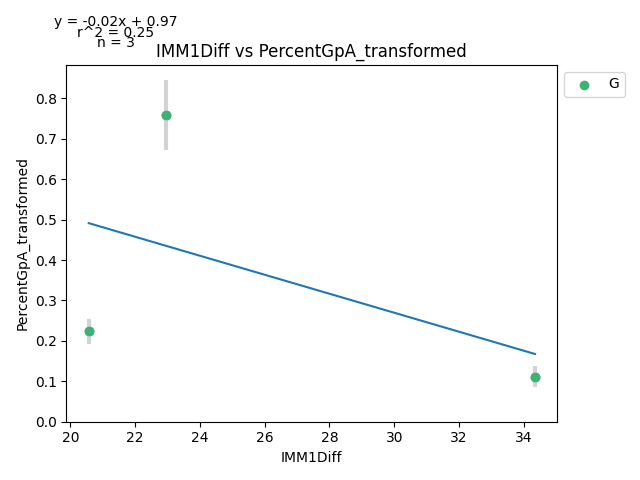 y = -0.02x + 0.97
r^2 = 0.25
n = 3
IMM1Diff vs PercentGpA_transformed
G
0.8
0.7
0.6
0.5
0.4
0.3
0.2
0.1
0.0
PercentGpA_transformed
20 22 24 26 28 30 32 34
IMM1Diff